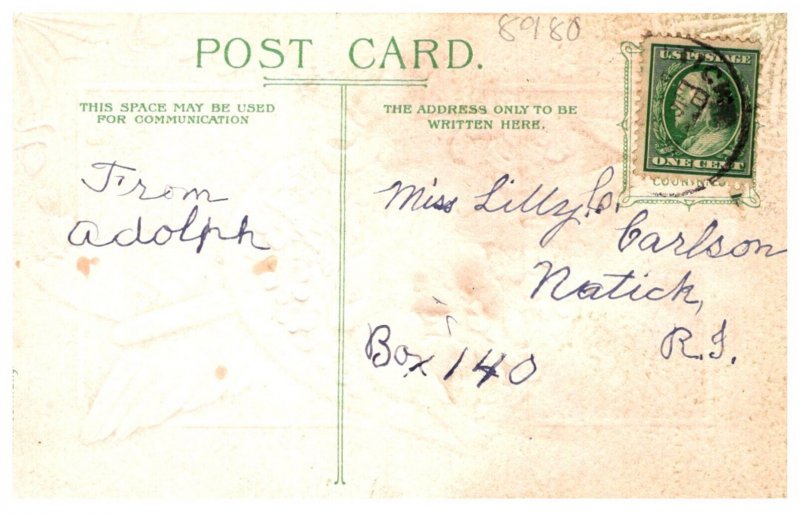 8980
POST CARD.
THIS SPACE MAY BE USED
FOR COMMUNICATION
THE ADDRESS ONLY TO BE
WRITTEN HERE.
U.S. POSTAGE
ONE CENT
From
adolph
Miss Lilly. C.
Carlson
Natick,
R.I.
Box 140